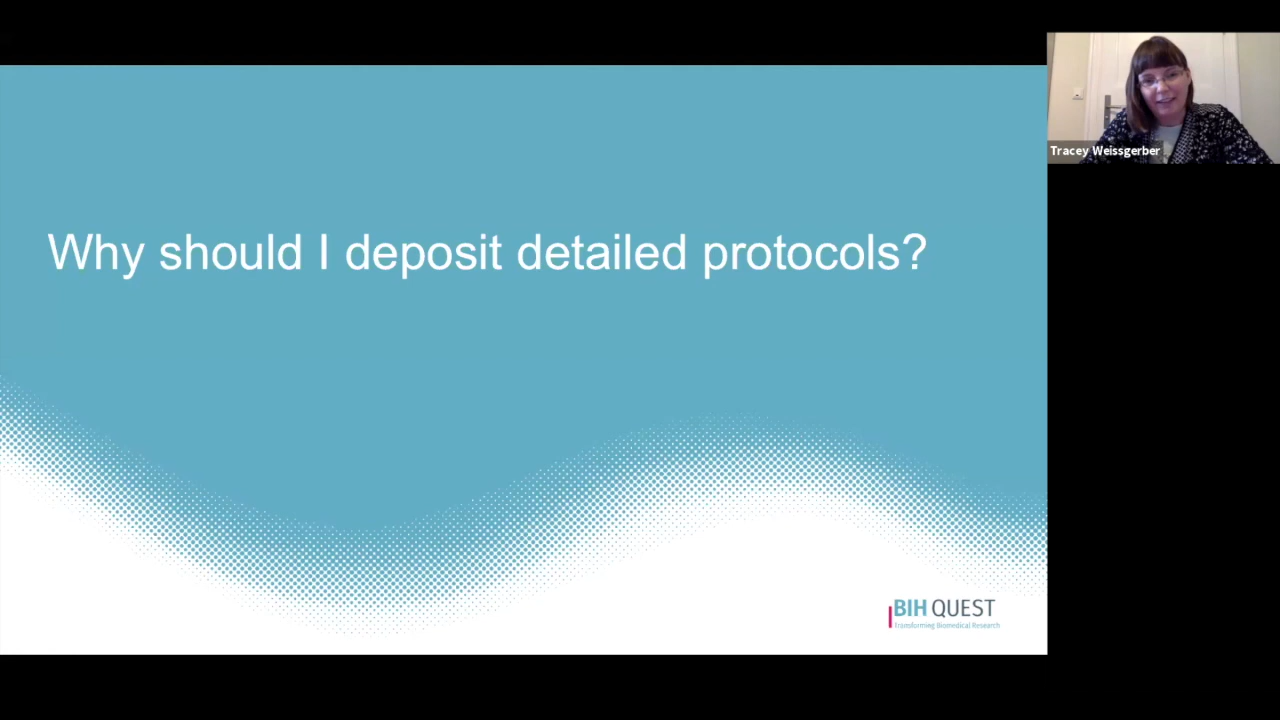 Why should I deposit detailed protocols?
Tracey Weissgerber
BIH QUEST
Transforming Biomedical Research